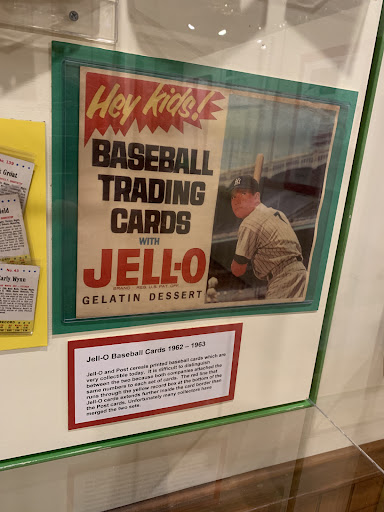 Hey Kids!
BASEBALL
TRADING
CARDS
WITH
JELL-O
GELATIN DESSERT
Jell-O Baseball Cards 1962 – 1963
Jell-O and Post cereals printed baseball cards which are
very collectible today. It is difficult to distinguish
between the two because both companies attached the
same numbers to each set of cards. The red line that
runs through the yellow record box at the bottom of the
Jell-O cards extends further inside the card border than
the Post cards. Unfortunately many collectors have
merged the two sets.
Early Wynn